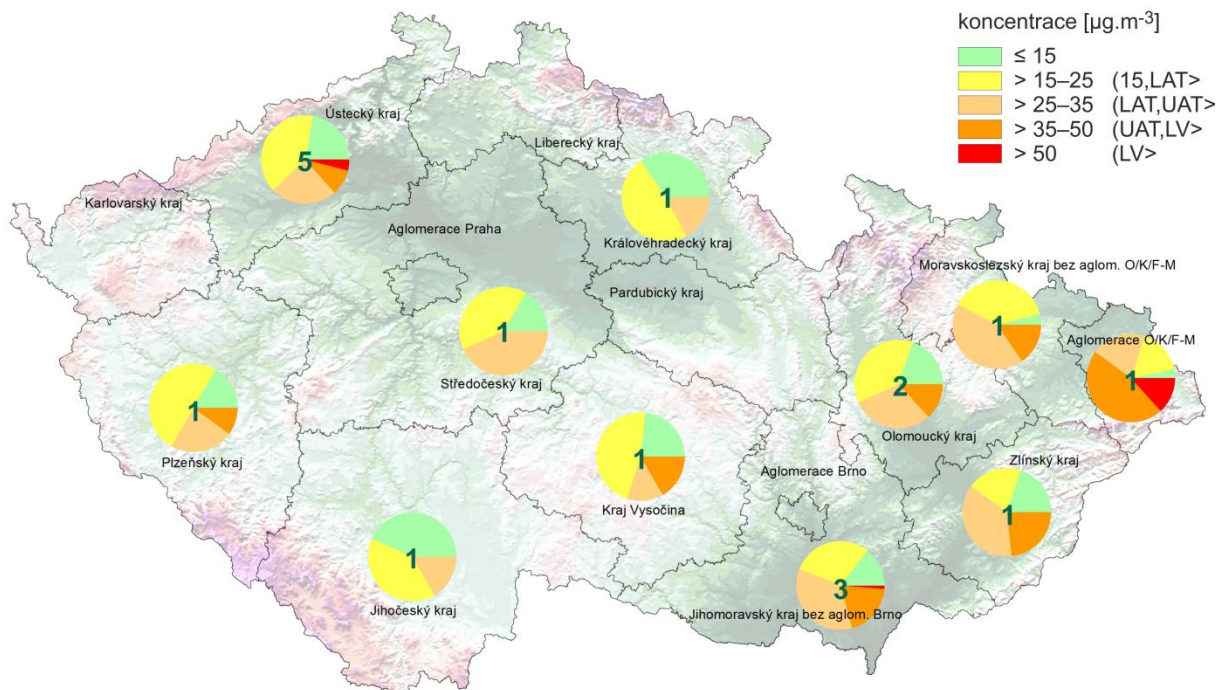 koncentrace [µg.m-3]
≤ 15
> 15–25 (15,LAT>
> 25–35 (LAT,UAT>
> 35–50 (UAT,LV>
> 50 (LV>
Ústecký kraj
5
Liberecký kraj
Karlovarský kraj
1
Aglomerace Praha
Královéhradecký kraj
Moravskoslezský kraj bez aglom. O/K/F-M
Pardubický kraj
1
1
Aglomerace O/K/F-M
Středočeský kraj
1
2
1
Olomoucký kraj
Plzeňský kraj
1
Zlínský kraj
Aglomerace Brno
Kraj Vysočina
1
1
Jihočeský kraj
3
Jihomoravský kraj bez aglom. Brno